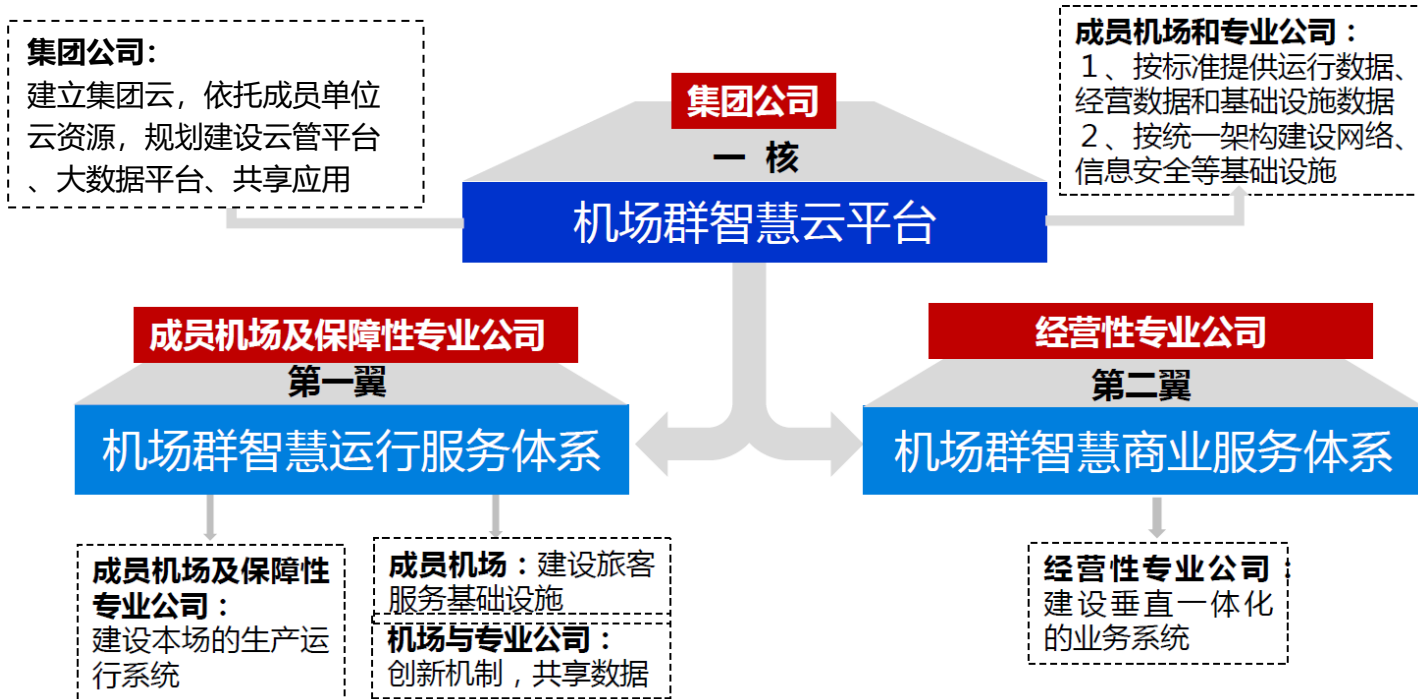 集团公司：
建立集团云，依托成员单位
云资源，规划建设云管平台
、大数据平台、共享应用
集团公司
一 核
机场群智慧云平台
成员机场和专业公司：
１、按标准提供运行数据、
经营数据和基础设施数据
２、按统一架构建设网络、
信息安全等基础设施
成员机场及保障性专业公司
第一翼
机场群智慧运行服务体系
经营性专业公司
第二翼
机场群智慧商业服务体系
成员机场及保障性
专业公司：
建设本场的生产运
行系统
成员机场：建设旅客
服务基础设施
机场与专业公司：
创新机制，共享数据
经营性专业公司：
建设垂直一体化
的业务系统